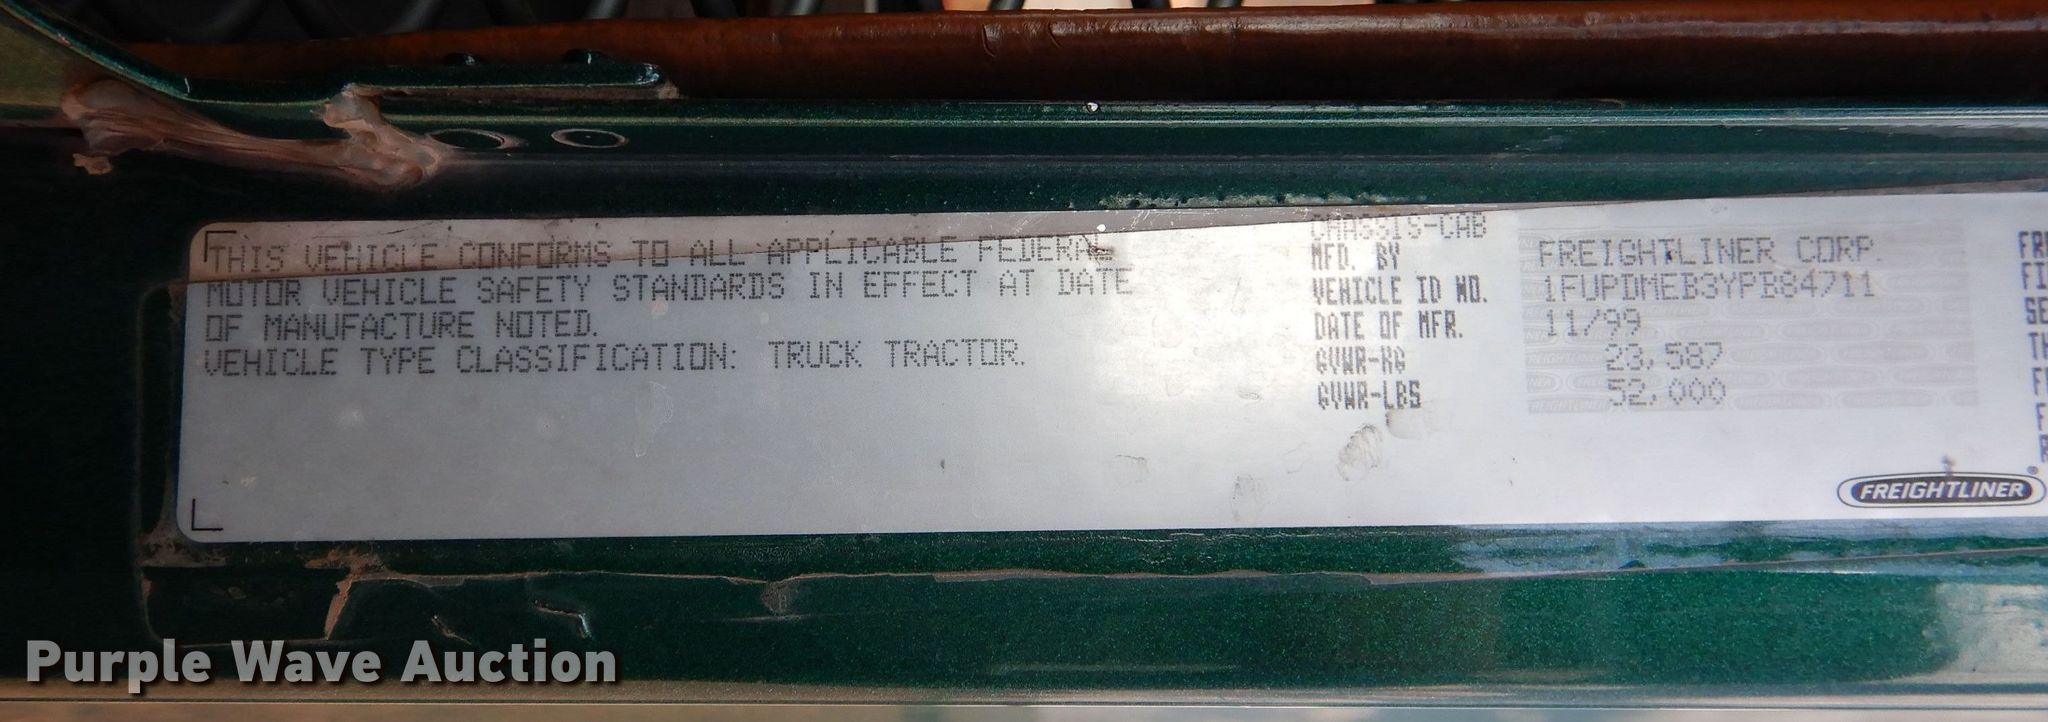 THIS VEHICLE CONFORMS TO ALL APPLICABLE FEDERAL
MOTOR VEHICLE SAFETY STANDARDS IN EFFECT AT DATE
OF MANUFACTURE NOTED.
VEHICLE TYPE CLASSIFICATION: TRUCK TRACTOR.
CHASSIS-CAB
MFD. BY FREIGHTLINER CORP.
VEHICLE ID NO. 1FUPDMEB3YPB84711
DATE OF MFR. 11/99
GVWR-KG 23,587
GVWR-LBS 52,000
FREIGHTLINER
Purple Wave Auction